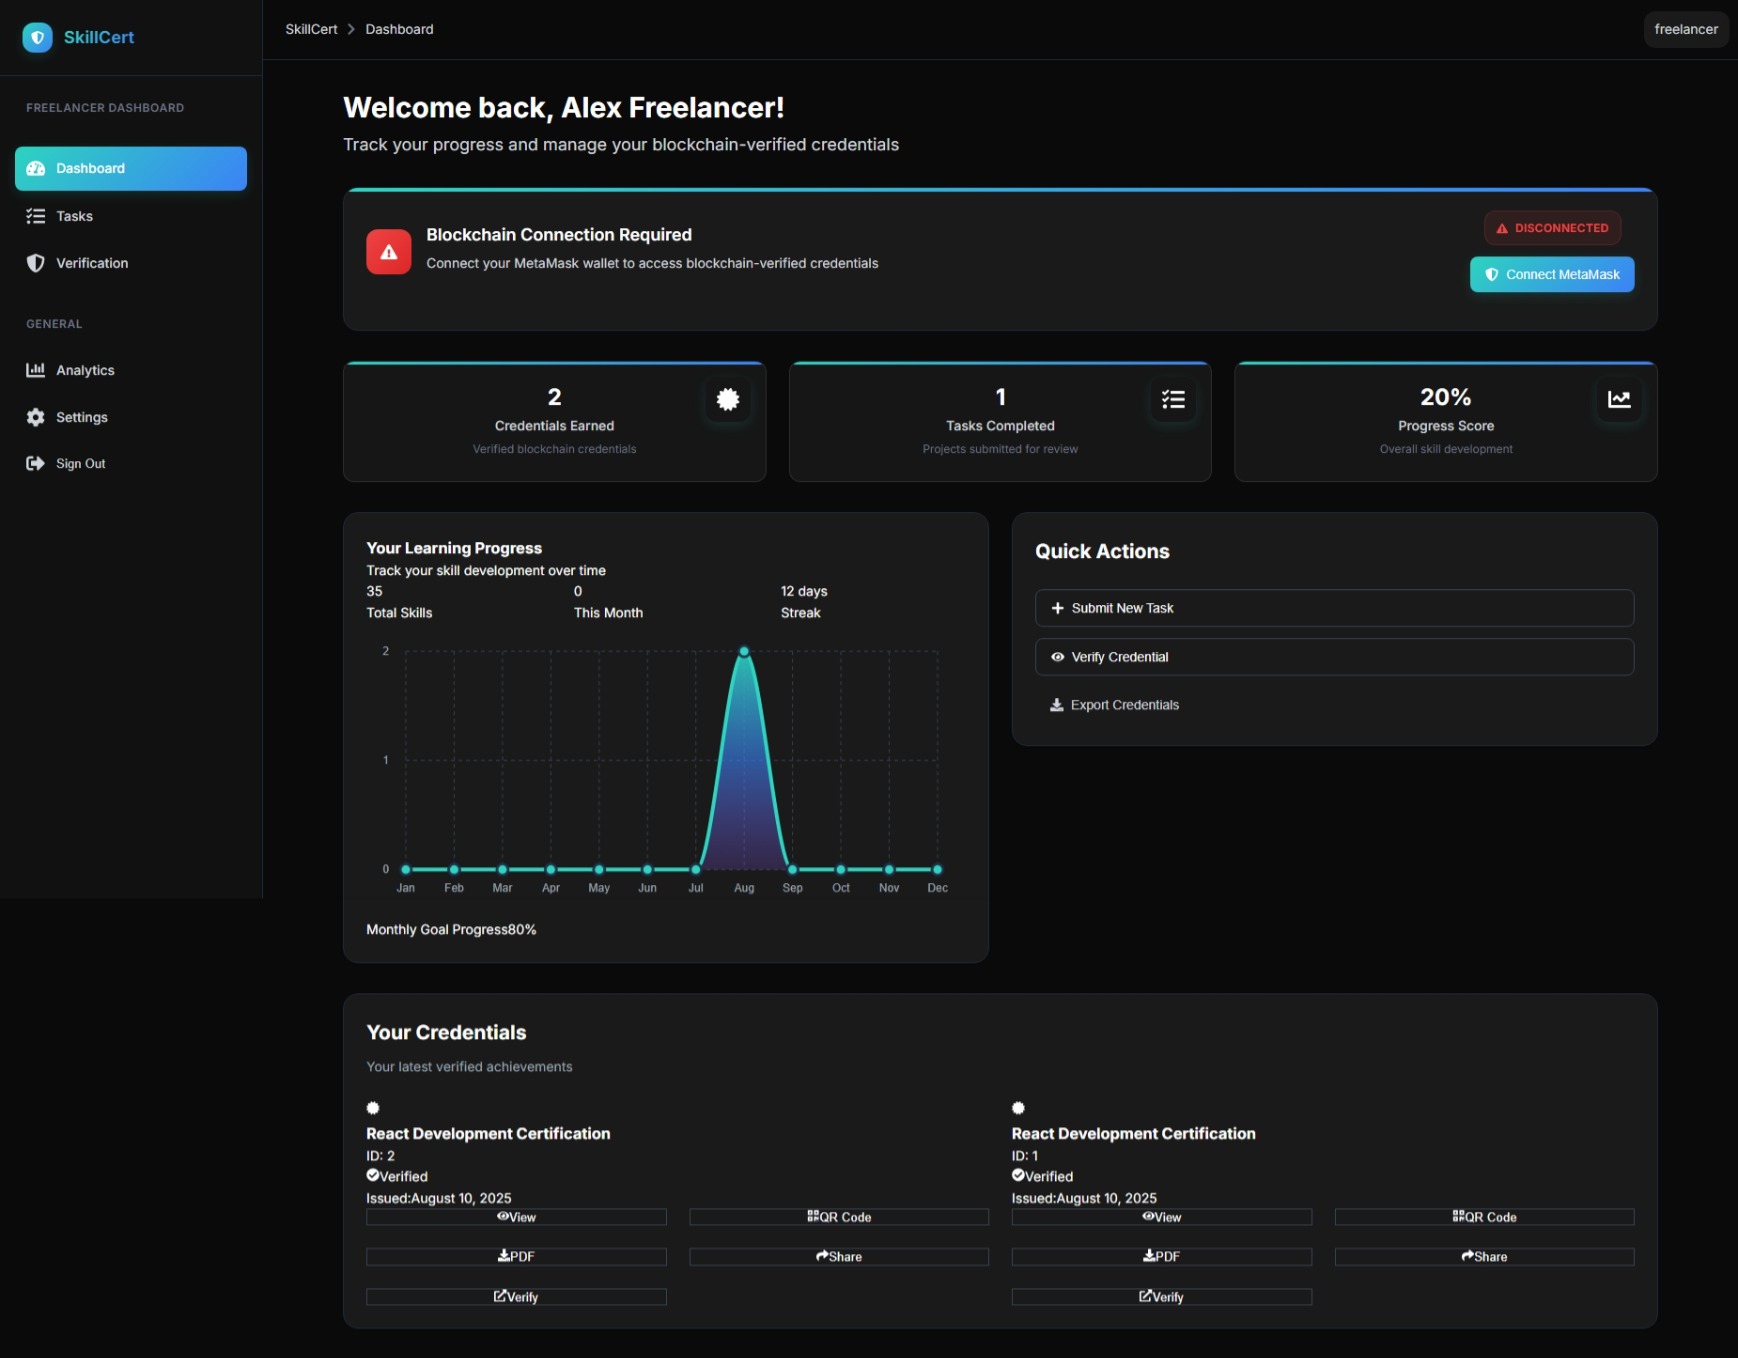 SkillCert
FREELANCER DASHBOARD
Dashboard
Tasks
Verification
GENERAL
Analytics
Settings
Sign Out
SkillCert > Dashboard
freelancer
Welcome back, Alex Freelancer!
Track your progress and manage your blockchain-verified credentials
Blockchain Connection Required
Connect your MetaMask wallet to access blockchain-verified credentials
DISCONNECTED
Connect MetaMask
2
Credentials Earned
Verified blockchain credentials
1
Tasks Completed
Projects submitted for review
20%
Progress Score
Overall skill development
Your Learning Progress
Track your skill development over time
35 0 12 days
Total Skills This Month Streak
2
1
0
Jan Feb Mar Apr May Jun Jul Aug Sep Oct Nov Dec
Monthly Goal Progress80%
Quick Actions
Submit New Task
Verify Credential
Export Credentials
Your Credentials
Your latest verified achievements
React Development Certification
ID: 2
Verified
Issued:August 10, 2025
View QR Code
PDF Share
Verify
React Development Certification
ID: 1
Verified
Issued:August 10, 2025
View QR Code
PDF Share
Verify